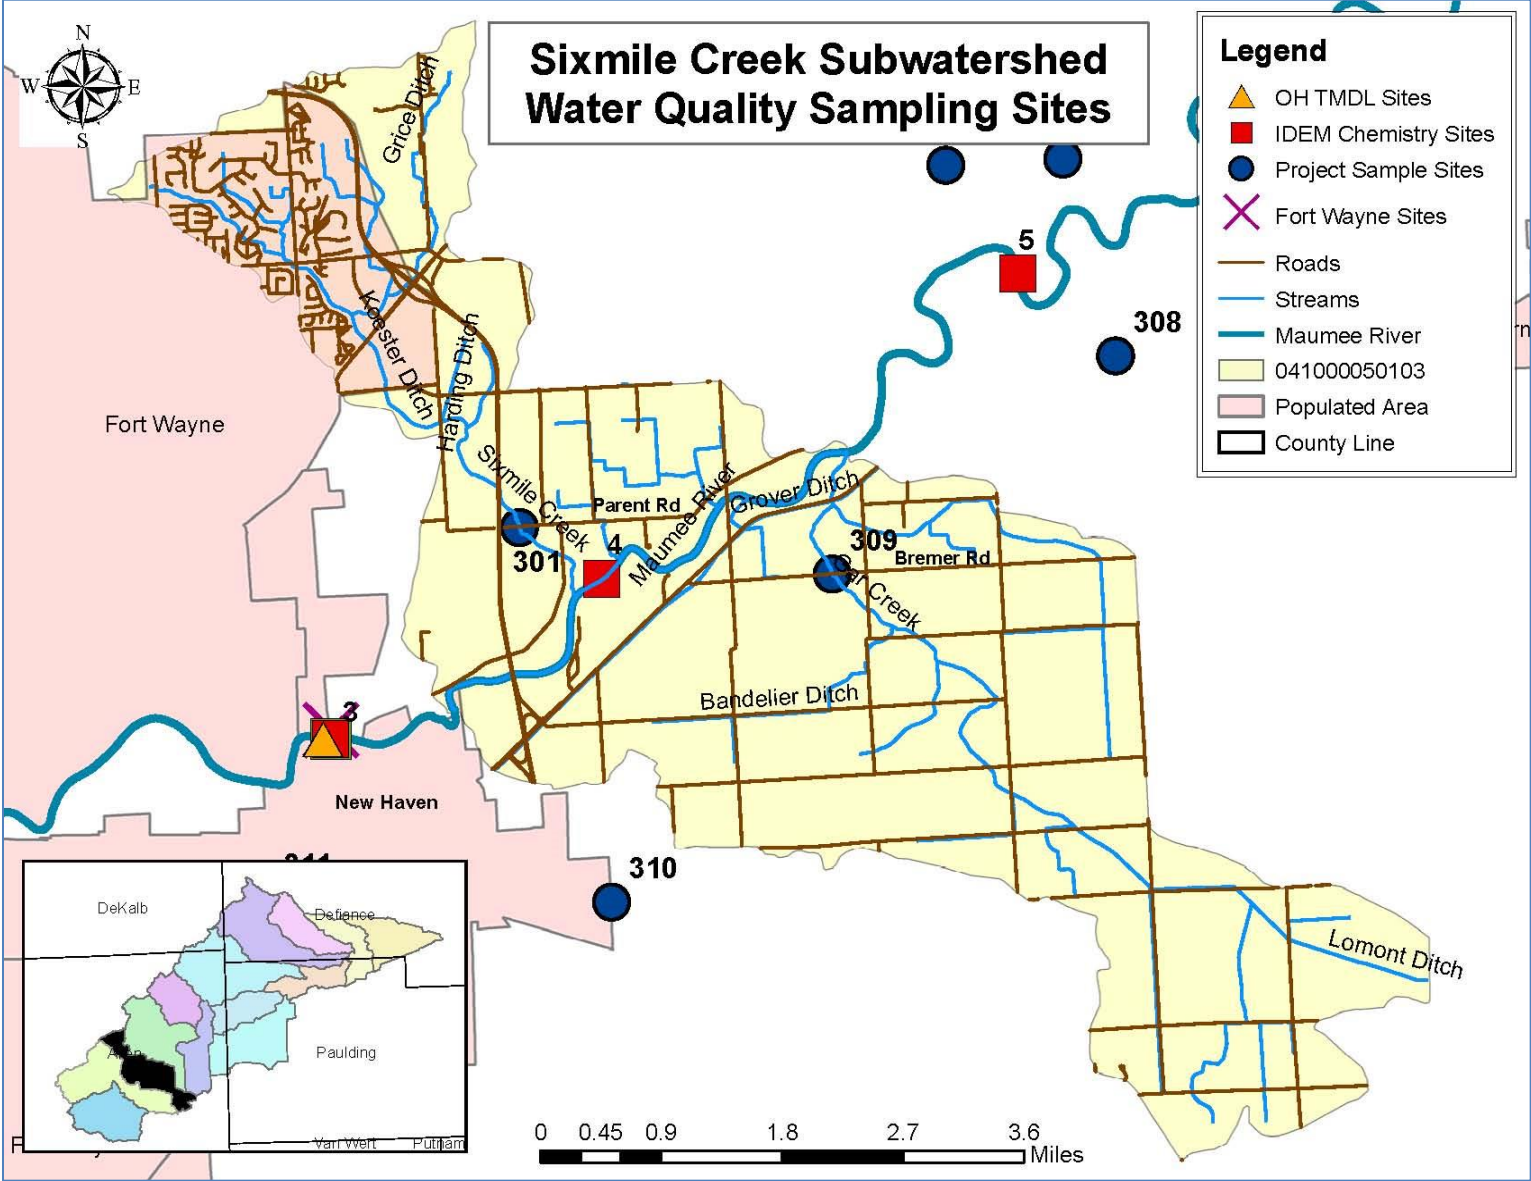 Sixmile Creek Subwatershed
Water Quality Sampling Sites
N
W
E
S
Legend
OH TMDL Sites
IDEM Chemistry Sites
Project Sample Sites
Fort Wayne Sites
Roads
Streams
Maumee River
041000050103
Populated Area
County Line
Grice Ditch
5
308
Koester Ditch
Harding Ditch
Fort Wayne
Sixmile Creek
Parent Rd
Maumee River
Grover Ditch
301
4
309
Bremer Rd
Gar Creek
Bandelier Ditch
3
New Haven
310
Lomont Ditch
DeKalb
Defiance
Allen
Paulding
Van Wert
Putnam
0
0.45
0.9
1.8
2.7
3.6
Miles